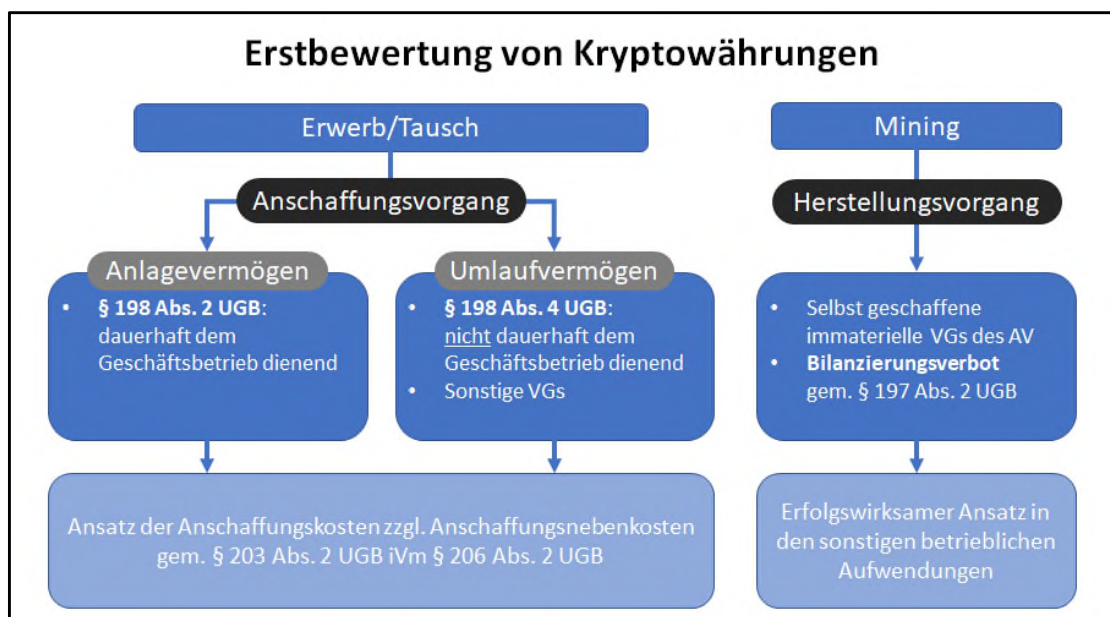 Erstbewertung von Kryptowährungen
Erwerb/Tausch
Anschaffungsvorgang
Anlagevermögen
• § 198 Abs. 2 UGB:
dauerhaft dem
Geschäftsbetrieb dienend
Umlaufvermögen
• § 198 Abs. 4 UGB:
nicht dauerhaft dem
Geschäftsbetrieb dienend
• Sonstige VGs
Ansatz der Anschaffungskosten zzgl. Anschaffungsnebenkosten
gem. § 203 Abs. 2 UGB iVm § 206 Abs. 2 UGB
Mining
Herstellungsvorgang
• Selbst geschaffene
immaterielle VGs des AV
• Bilanzierungsverbot
gem. § 197 Abs. 2 UGB
Erfolgswirksamer Ansatz in
den sonstigen betrieblichen
Aufwendungen